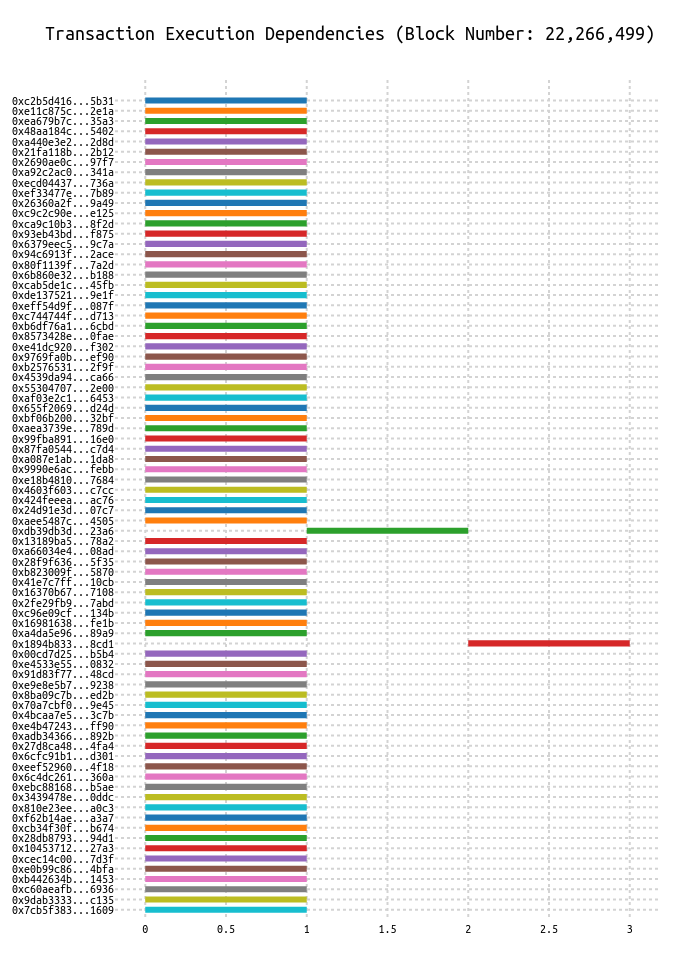 Transaction Execution Dependencies (Block Number: 22,266,499)
0xc2b5d416...5b31
0xe11c875c...2e1a
0xea679b7c...35a3
0x48aa184c...5402
0xa440e3e2...2d8d
0x21fa118b...2b12
0x2690ae0c...97f7
0xa92c2ac0...341a
0xecd04437...736a
0xef33477e...7b89
0x26360a2f...9a49
0xc9c2c90e...e125
0xca9c10b3...8f2d
0x93eb43bd...f875
0x6379eec5...9c7a
0x94c6913f...2ace
0x80f1139f...7a2d
0x6b860e32...b188
0xcab5de1c...45fb
0xde137521...9e1f
0xeff54d9f...087f
0xc744744f...d713
0xb6df76a1...6cbd
0x8573428e...0fae
0xe41dc920...f302
0x9769fa0b...ef90
0xb2576531...2f9f
0x4539da94...ca66
0x55304707...2e00
0xaf03e2c1...6453
0x655f2069...d24d
0xbf06b200...32bf
0xaea3739e...789d
0x99fba891...16e0
0x87fa0544...c7d4
0xa087e1ab...1da8
0x9990e6ac...febb
0xe18b4810...7684
0x4603f603...c7cc
0x424feeea...ac76
0x24d91e3d...07c7
0xaee5487c...4505
0xdb39db3d...23a6
0x13189ba5...78a2
0xa66034e4...08ad
0x28f9f636...5f35
0xb823009f...5870
0x41e7c7ff...10cb
0x16370b67...7108
0x2fe29fb9...7abd
0xc96e09cf...134b
0x16981638...fe1b
0xa4da5e96...89a9
0x1894b833...8cd1
0x00cd7d25...b5b4
0xe4533e55...0832
0x91d83f77...48cd
0xe9e8e5b7...9238
0x8ba09c7b...ed2b
0x70a7cbf0...9e45
0x4bcaa7e5...3c7b
0xe4b47243...ff90
0xadb34366...892b
0x27d8ca48...4fa4
0x6cfc91b1...d301
0xeef52960...4f18
0x6c4dc261...360a
0xebc88168...b5ae
0x3439478e...0ddc
0x810e23ee...a0c3
0xf62b14ae...a3a7
0xcb34f30f...b674
0x28db8793...94d1
0x10453712...27a3
0xcec14c00...7d3f
0xe0b99c86...4bfa
0xb442634b...1453
0xc60aeafb...6936
0x9dab3333...c135
0x7cb5f383...1609
0 0.5 1 1.5 2 2.5 3